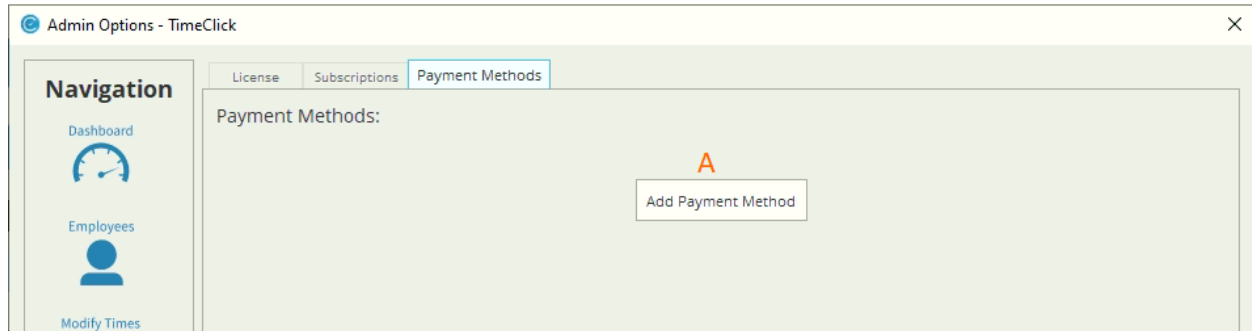 Admin Options - TimeClick
Navigation
Dashboard
Employees
Modify Times
License
Subscriptions
Payment Methods
Payment Methods:
A
Add Payment Method